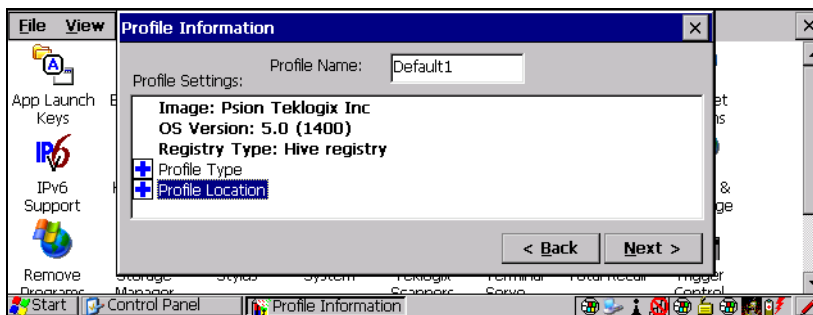 File View
Profile Information
Profile Name: Default1
Profile Settings:
Image: Psion Teklogix Inc
OS Version: 5.0 (1400)
Registry Type: Hive registry
Profile Type
Profile Location
< Back Next >
App Launch
Keys
IPv6
IPv6
Support
Remove
Start Control Panel Profile Information